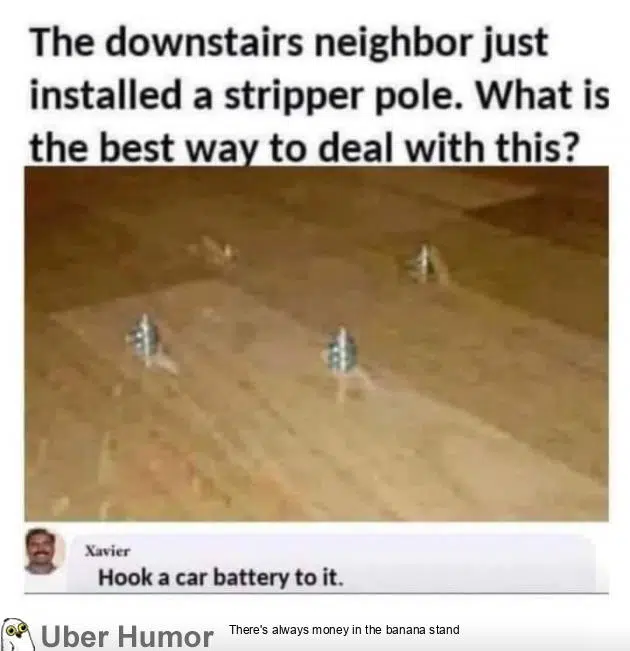 The downstairs neighbor just
installed a stripper pole. What is
the best way to deal with this?
Xavier
Hook a car battery to it.
Uber Humor
There's always money in the banana stand